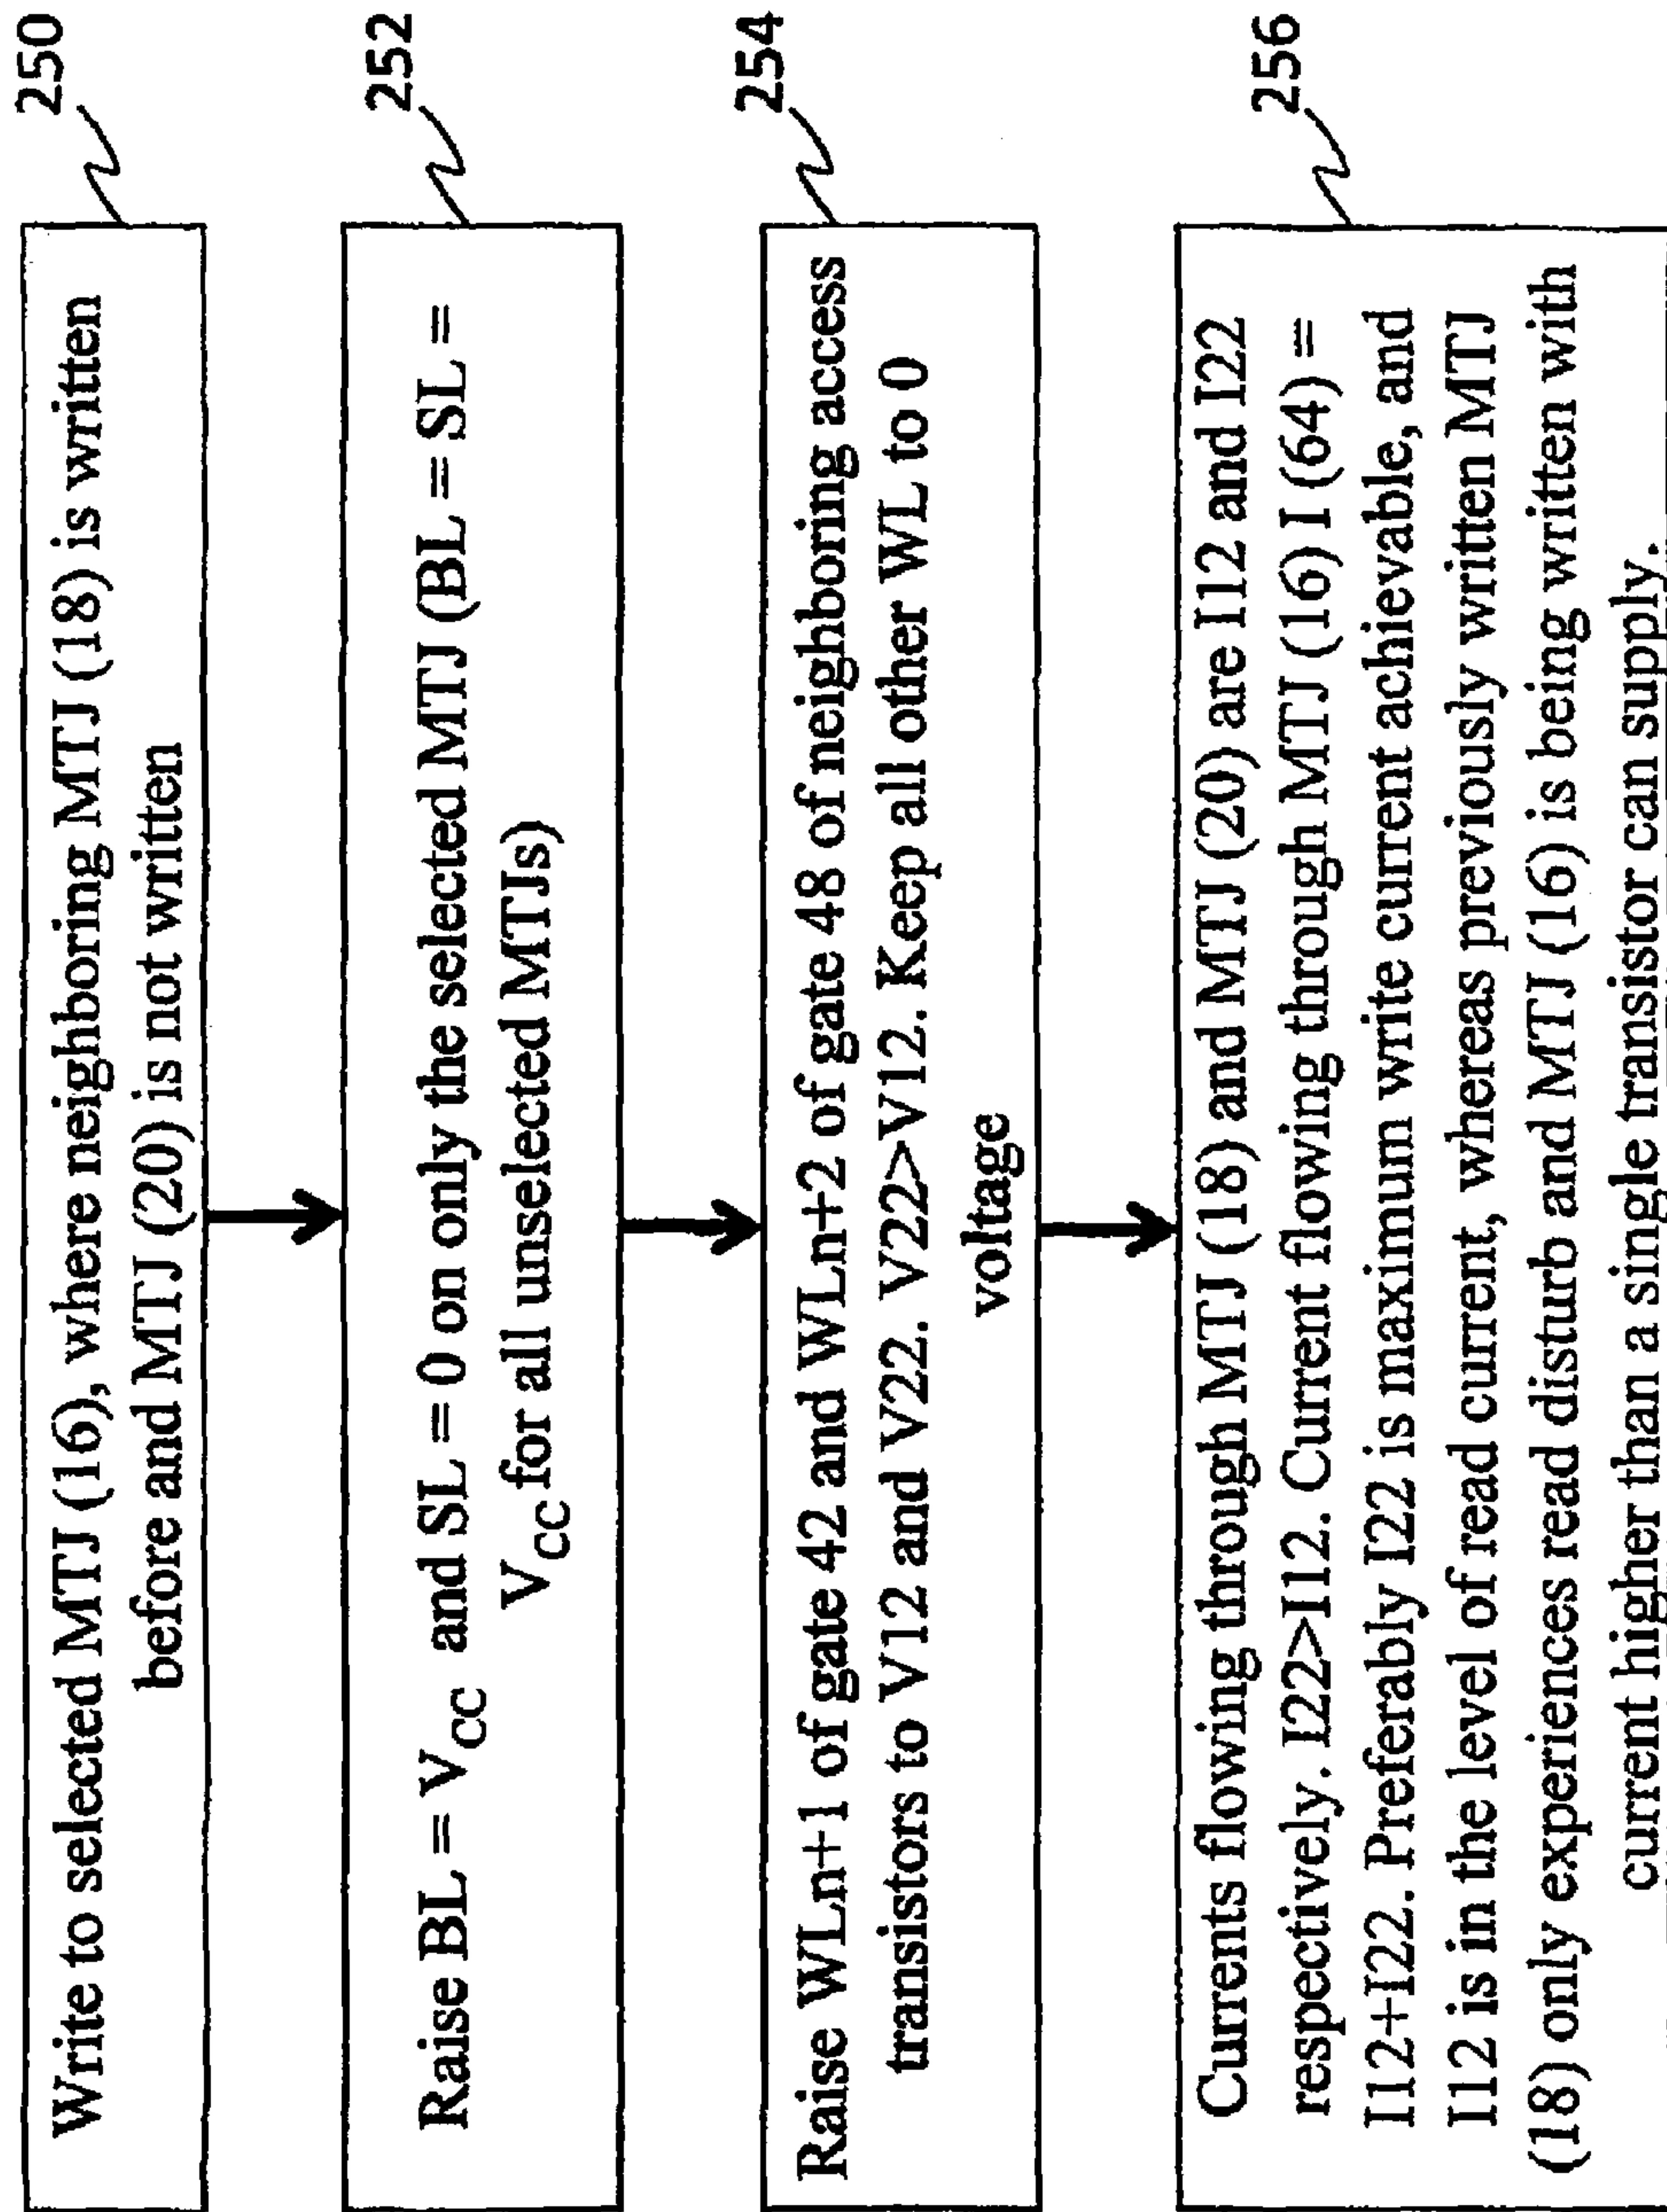 Write to selected MTJ (16), where neighboring MTJ (18) is written
before and MTJ (20) is not written
250
Raise BL = VCC and SL = 0 on only the selected MTJ (BL = SL =
VCC for all unselected MTJs)
252
Raise WLn+1 of gate 42 and WLn+2 of gate 48 of neighboring access
transistors to V12 and V22. V22>V12. Keep all other WL to 0
voltage
254
Currents flowing through MTJ (18) and MTJ (20) are I12 and I22
respectively. I22>I12. Current flowing through MTJ (16) I (64) =
I12+I22. Preferably I22 is maximum write current achievable, and
I12 is in the level of read current, whereas previously written MTJ
(18) only experiences read disturb and MTJ (16) is being written with
current higher than a single transistor can supply.
256